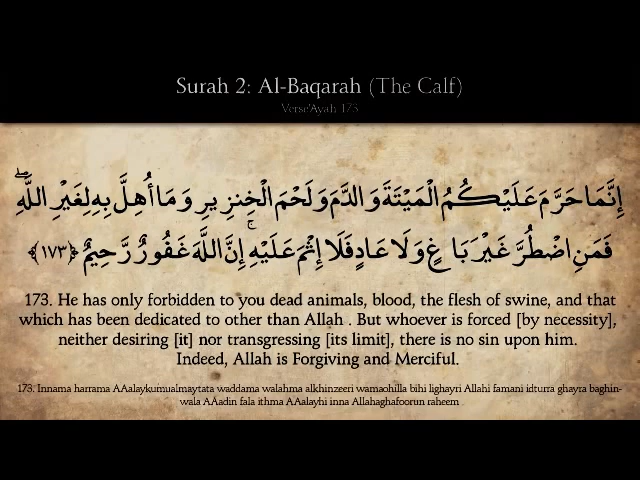 Surah 2: Al-Baqarah (The Calf)
Verse/Ayah 173
إِنَّمَا حَرَّمَ عَلَيْكُمُ الْمَيْتَةَ وَالدَّمَ وَلَحْمَ الْخِنزِيرِ وَمَا أُهِلَّ بِهِ لِغَيْرِ اللَّهِ ۖ
فَمَنِ اضْطُرَّ غَيْرَ بَاغٍ وَلَا عَادٍ فَلَا إِثْمَ عَلَيْهِ ۚ إِنَّ اللَّهَ غَفُورٌ رَّحِيمٌ ﴿١٧٣﴾
173. He has only forbidden to you dead animals, blood, the flesh of swine, and that
which has been dedicated to other than Allah . But whoever is forced [by necessity],
neither desiring [it] nor transgressing [its limit], there is no sin upon him.
Indeed, Allah is Forgiving and Merciful.
173. Innama harrama AAalaykumualmaytata waddama walahma alkhinzeeri wamaohilla bihi lighayri Allahi famani idturra ghayra baghin-
wala AAadin fala ithma AAalayhi inna Allahaghafoorun raheem